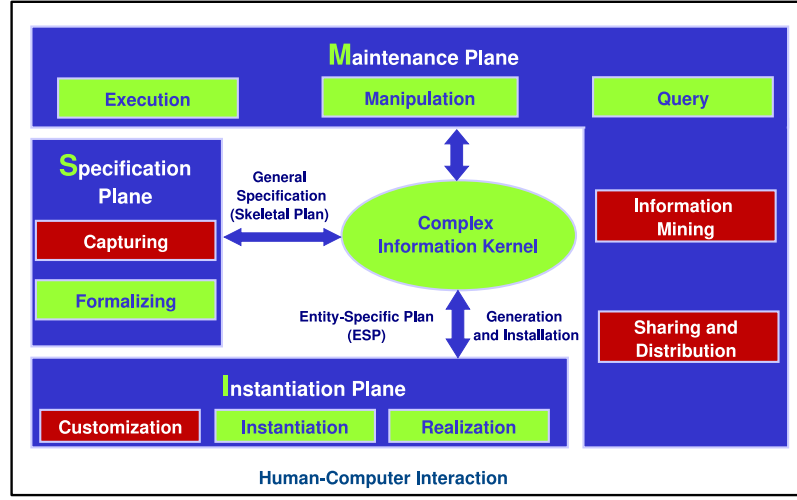 Maintenance Plane
Execution
Manipulation
Query
Specification
Plane
Capturing
Formalizing
General
Specification
(Skeletal Plan)
Complex
Information Kernel
Information
Mining
Sharing and
Distribution
Entity-Specific Plan
(ESP)
Generation
and Installation
Instantiation Plane
Customization
Instantiation
Realization
Human-Computer Interaction